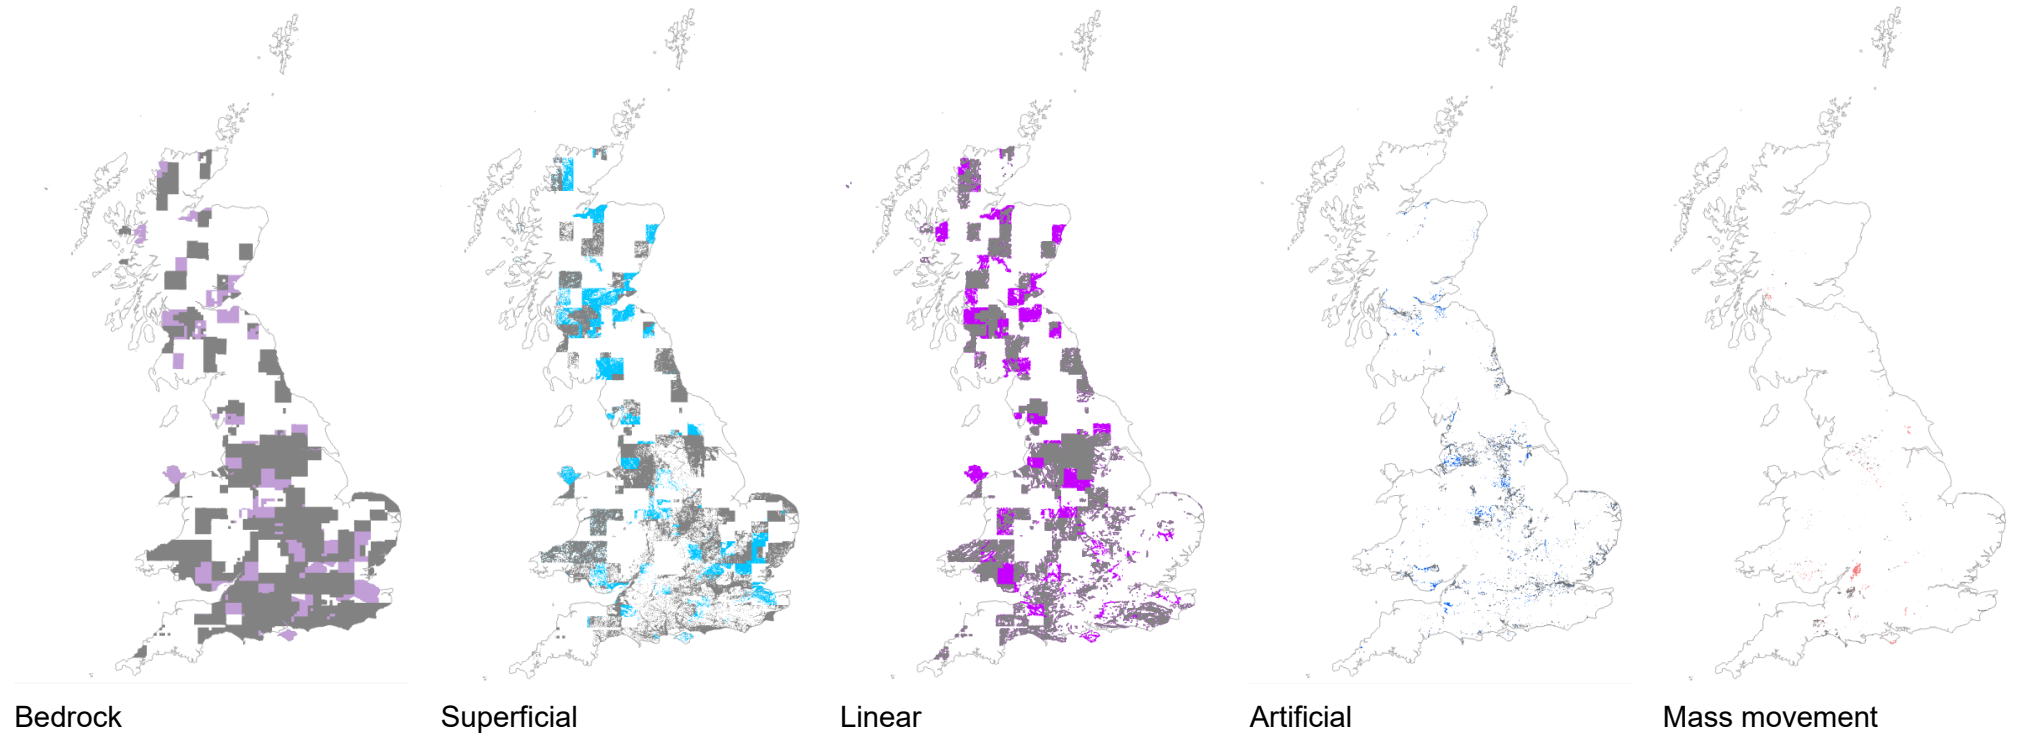 Bedrock
Superficial
Linear
Artificial
Mass movement